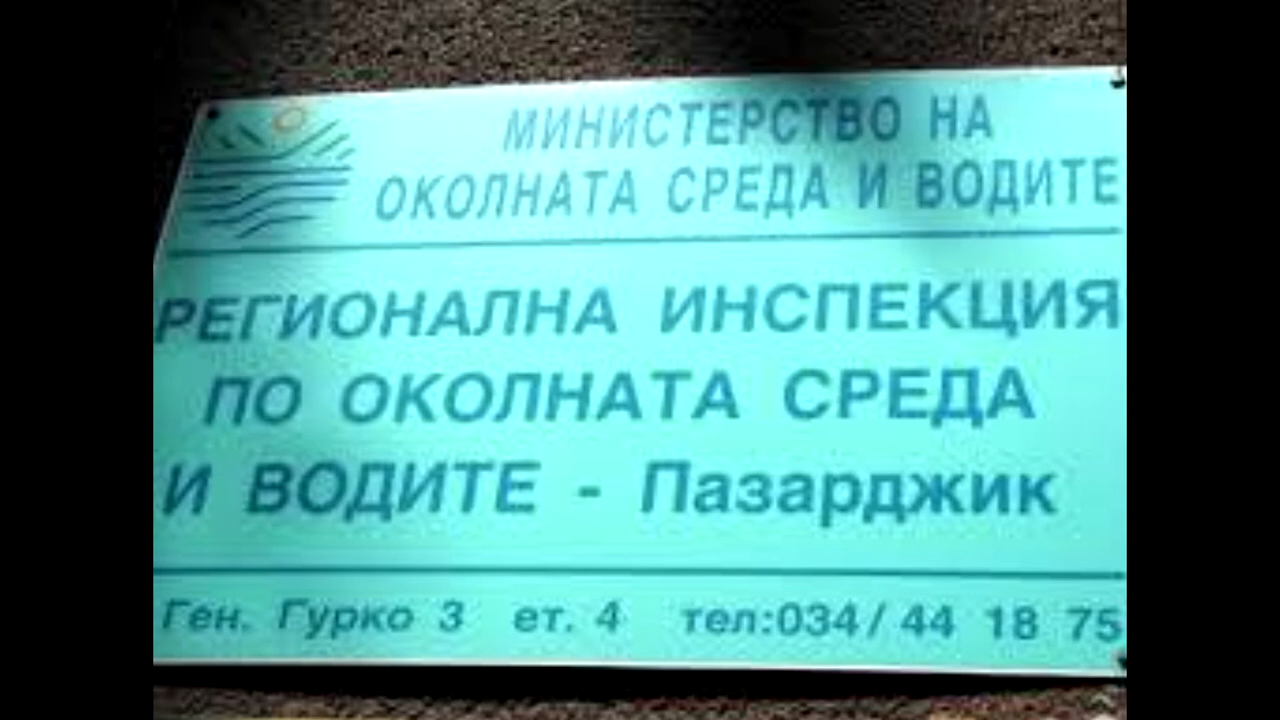 МИНИСТЕРСТВО НА
ОКОЛНАТА СРЕДА И ВОДИТЕ
РЕГИОНАЛНА ИНСПЕКЦИЯ
ПО ОКОЛНАТА СРЕДА
И ВОДИТЕ - Пазарджик
Ген. Гурко 3 ет. 4 тел:034/ 44 18 75